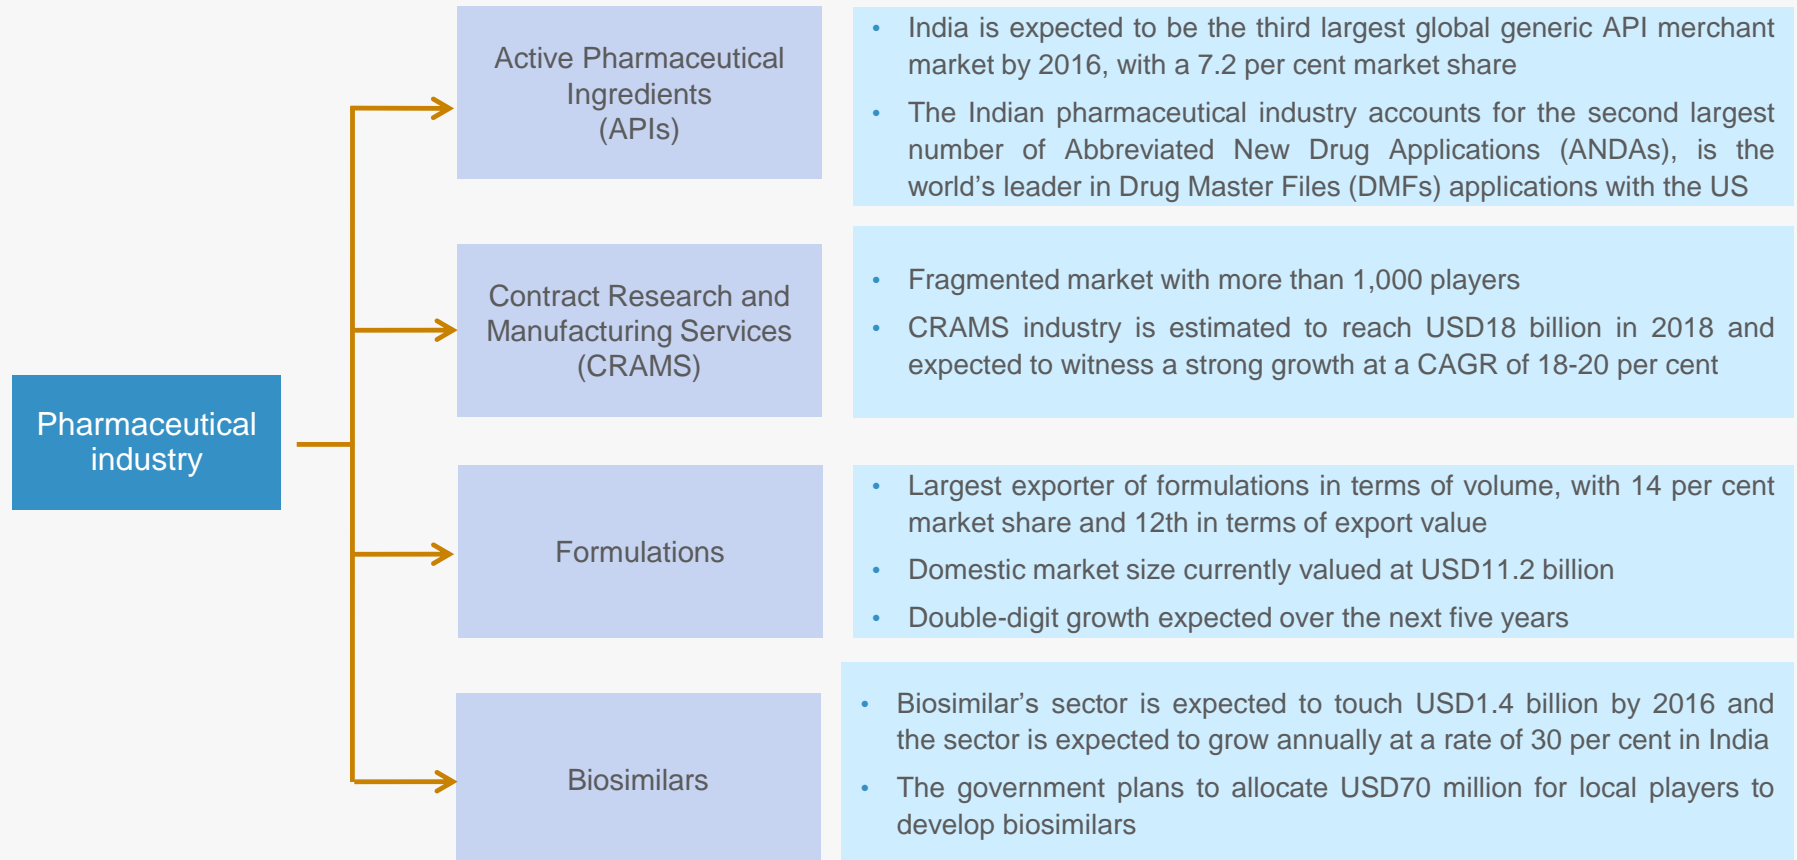 Pharmaceutical
industry
Active Pharmaceutical
Ingredients
(APIs)
• India is expected to be the third largest global generic API merchant
market by 2016, with a 7.2 per cent market share
• The Indian pharmaceutical industry accounts for the second largest
number of Abbreviated New Drug Applications (ANDAs), is the
world’s leader in Drug Master Files (DMFs) applications with the US
Contract Research and
Manufacturing Services
(CRAMS)
• Fragmented market with more than 1,000 players
• CRAMS industry is estimated to reach USD18 billion in 2018 and
expected to witness a strong growth at a CAGR of 18-20 per cent
Formulations
• Largest exporter of formulations in terms of volume, with 14 per cent
market share and 12th in terms of export value
• Domestic market size currently valued at USD11.2 billion
• Double-digit growth expected over the next five years
Biosimilars
• Biosimilar’s sector is expected to touch USD1.4 billion by 2016 and
the sector is expected to grow annually at a rate of 30 per cent in India
• The government plans to allocate USD70 million for local players to
develop biosimilars